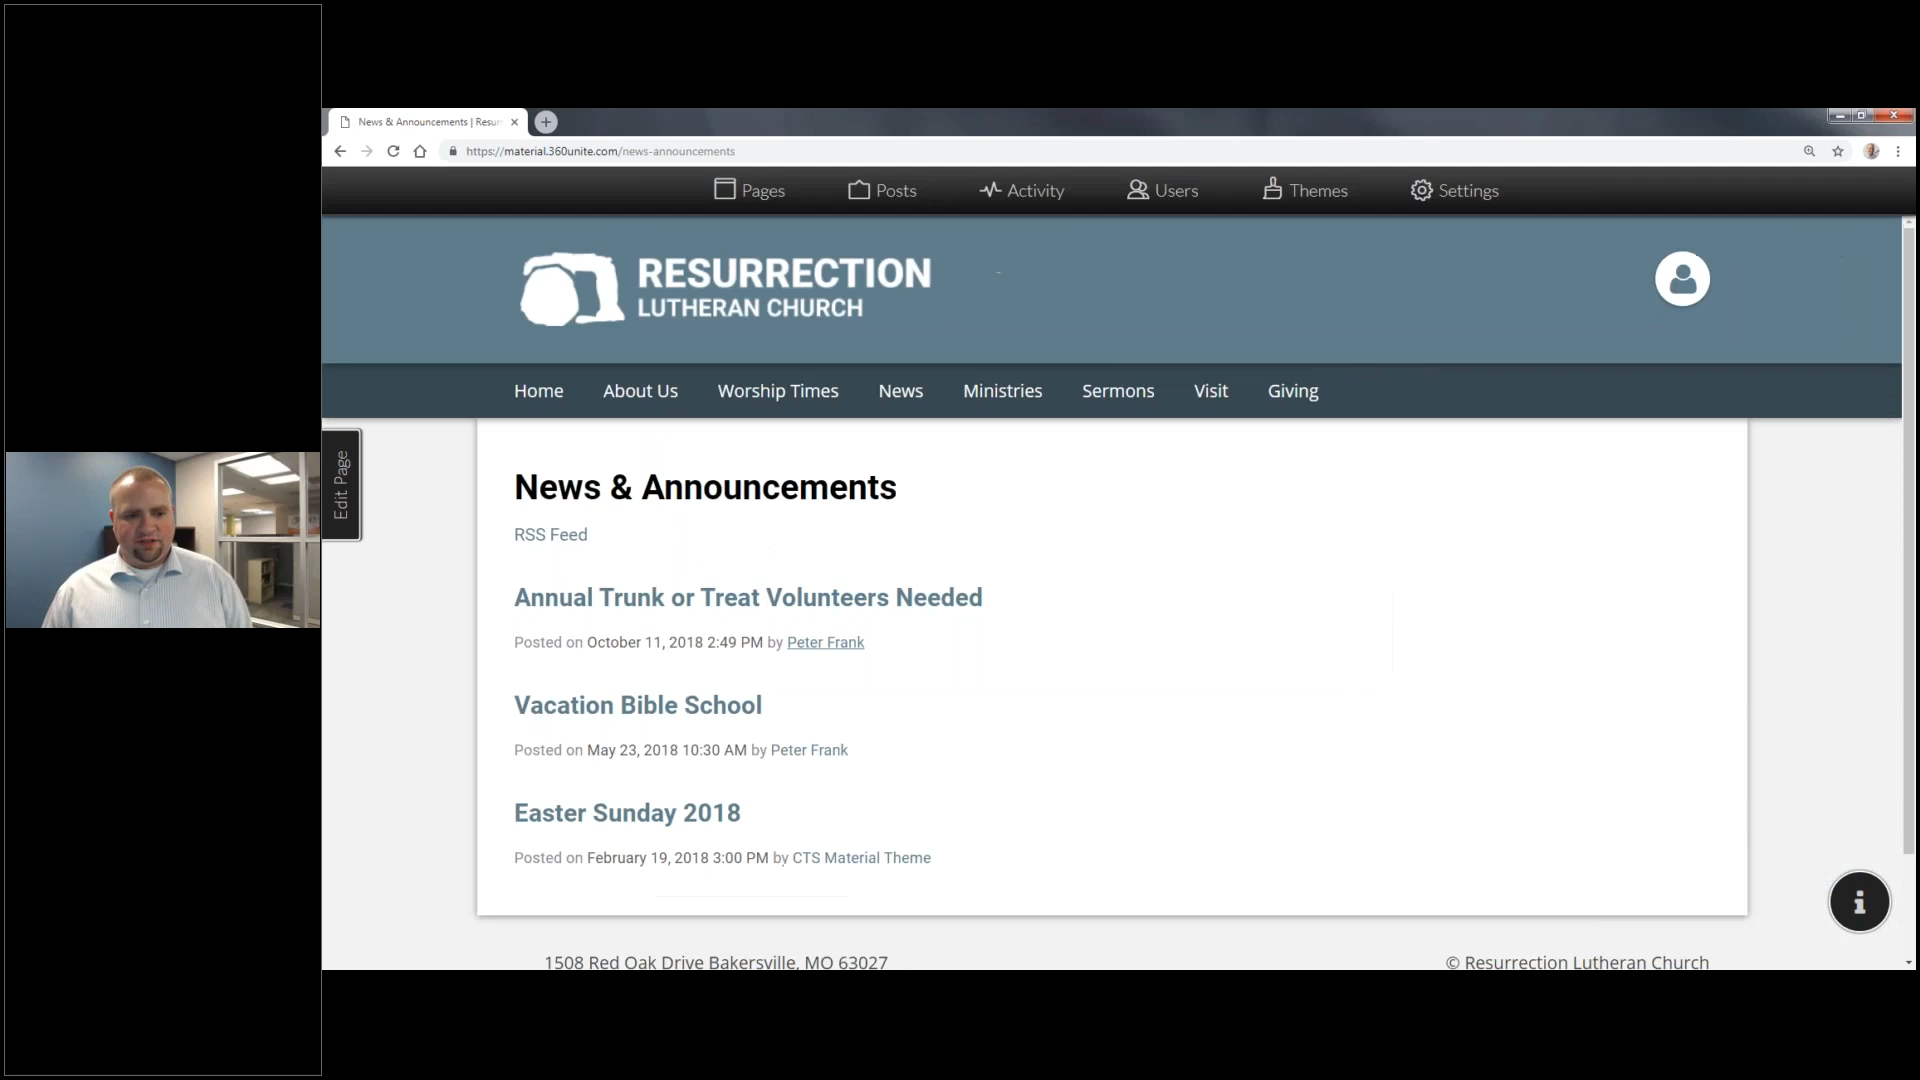 News & Announcements | Resurr
https://material.360unite.com/news-announcements
Pages Posts Activity Users Themes Settings
RESURRECTION
LUTHERAN CHURCH
Home About Us Worship Times News Ministries Sermons Visit Giving
Edit Page
News & Announcements
RSS Feed
Annual Trunk or Treat Volunteers Needed
Posted on October 11, 2018 2:49 PM by Peter Frank
Vacation Bible School
Posted on May 23, 2018 10:30 AM by Peter Frank
Easter Sunday 2018
Posted on February 19, 2018 3:00 PM by CTS Material Theme
1508 Red Oak Drive Bakersville, MO 63027
© Resurrection Lutheran Church